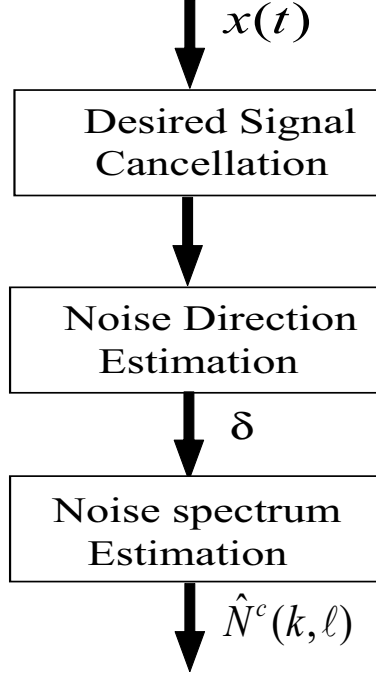 x(t)
Desired Signal
Cancellation
Noise Direction
Estimation
δ
Noise spectrum
Estimation
N̂ᶜ(k,ℓ)